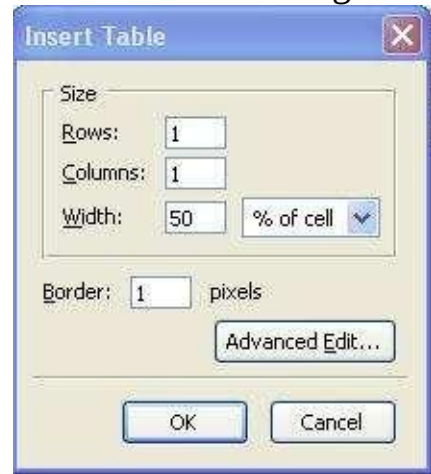 Insert Table
Size
Rows: 1
Columns: 1
Width: 50 % of cell
Border: 1 pixels
Advanced Edit...
OK Cancel